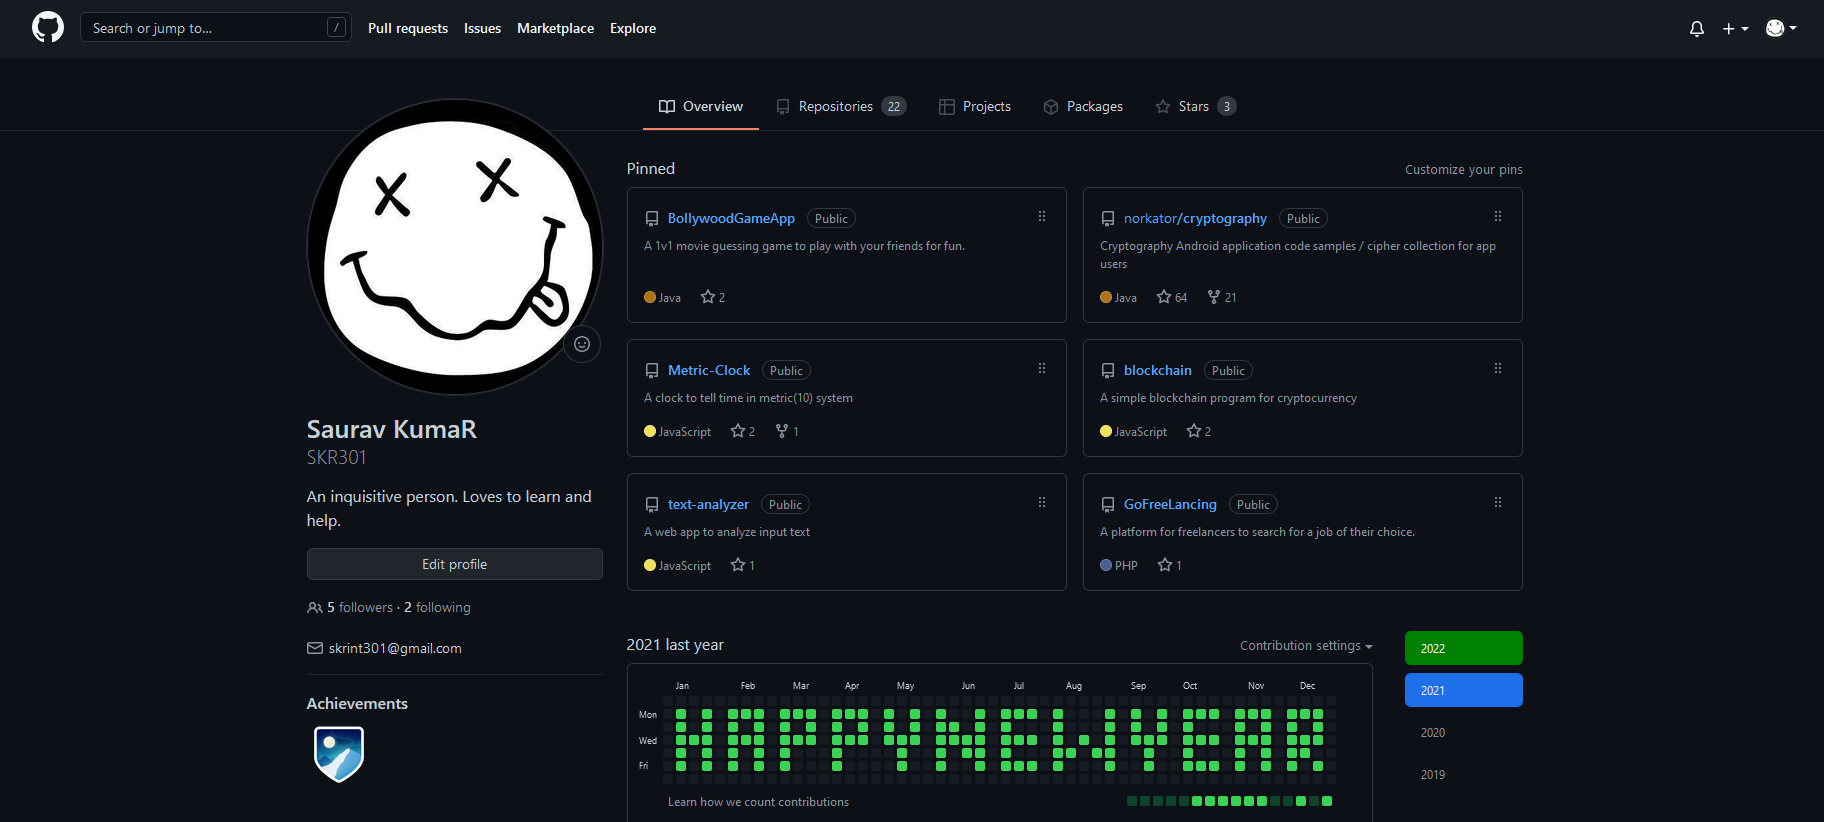 Search or jump to... / Pull requests Issues Marketplace Explore
Overview Repositories 22 Projects Packages Stars 3
Saurav KumaR
SKR301
An inquisitive person. Loves to learn and
help.
Edit profile
5 followers · 2 following
skrint301@gmail.com
Achievements
Pinned Customize your pins
BollywoodGameApp Public
A 1v1 movie guessing game to play with your friends for fun.
Java 2
norkator/cryptography Public
Cryptography Android application code samples / cipher collection for app
users
Java 64 21
Metric-Clock Public
A clock to tell time in metric(10) system
JavaScript 2 1
blockchain Public
A simple blockchain program for cryptocurrency
JavaScript 2
text-analyzer Public
A web app to analyze input text
JavaScript 1
GoFreeLancing Public
A platform for freelancers to search for a job of their choice.
PHP 1
2021 last year Contribution settings
Jan Feb Mar Apr May Jun Jul Aug Sep Oct Nov Dec
Mon
Wed
Fri
HAPPY NEW YEAR
Learn how we count contributions
2022
2021
2020
2019